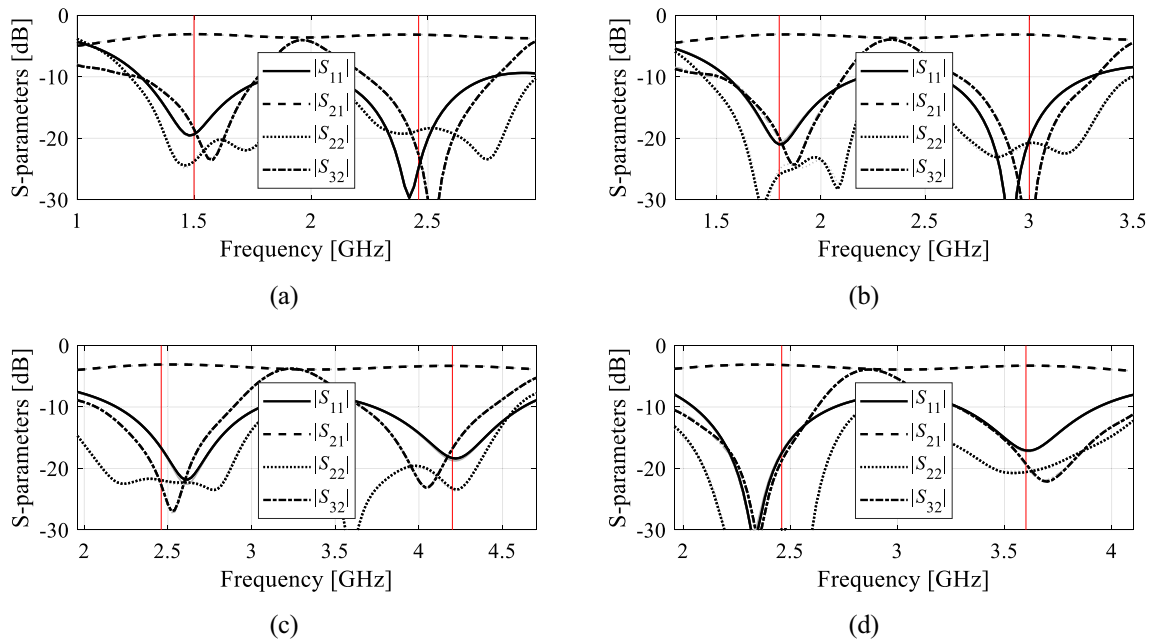 S-parameters [dB]
0
-10
-20
-30
1
1.5
2
2.5
Frequency [GHz]
|S11|
|S21|
|S22|
|S32|
(a)
S-parameters [dB]
0
-10
-20
-30
1.5
2
2.5
3
3.5
Frequency [GHz]
|S11|
|S21|
|S22|
|S32|
(b)
S-parameters [dB]
0
-10
-20
-30
2
2.5
3
3.5
4
4.5
Frequency [GHz]
|S11|
|S21|
|S22|
|S32|
(c)
S-parameters [dB]
0
-10
-20
-30
2
2.5
3
3.5
4
Frequency [GHz]
|S11|
|S21|
|S22|
|S32|
(d)